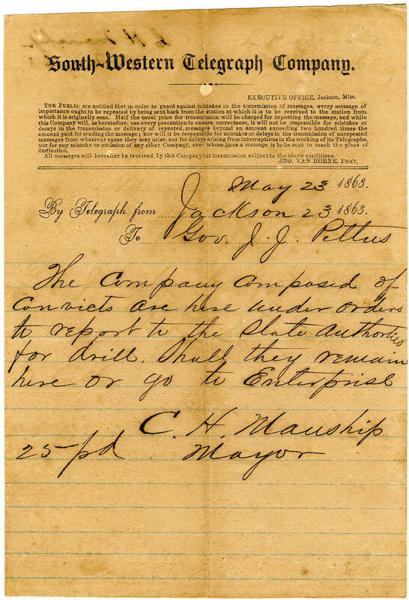 South-Western Telegraph Company.
EXECUTIVE OFFICE, Jackson, Miss.
THE PUBLIC are notified that in order to guard against mistakes in the transmission of messages, every message of
importance ought to be repeated by being sent back from the station at which it is to be received to the station from
which it is originally sent. Half the usual price for transmission will be charged for repeating the message, and while
this Company will, as heretofore, use every precaution to ensure correctness, it will not be responsible for mistakes or
delays in the transmission or delivery of repeated messages beyond an amount exceeding two hundred times the
amount paid for sending the message; nor will it be responsible for mistakes or delays in the transmission of unrepeated
messages from whatever cause they may arise, nor for delays arising from interruptions in the working of its Telegraphs,
nor for any mistake or omission of any other Company, over whose lines a message is to be sent to reach its place of
destination.
All messages will hereafter be received by this Company for transmission subject to the above conditions.
JNO. VAN HORNE, Pres't.
May 23 1863.
By Telegraph from Jackson 23 1863.
To Gov. J. J. Pettus
The Company composed of
convicts are here under orders
to report to the State Authorities
for drill. Shall they remain
here or go to Enterprise
C. H. Manship
25 pd Mayor